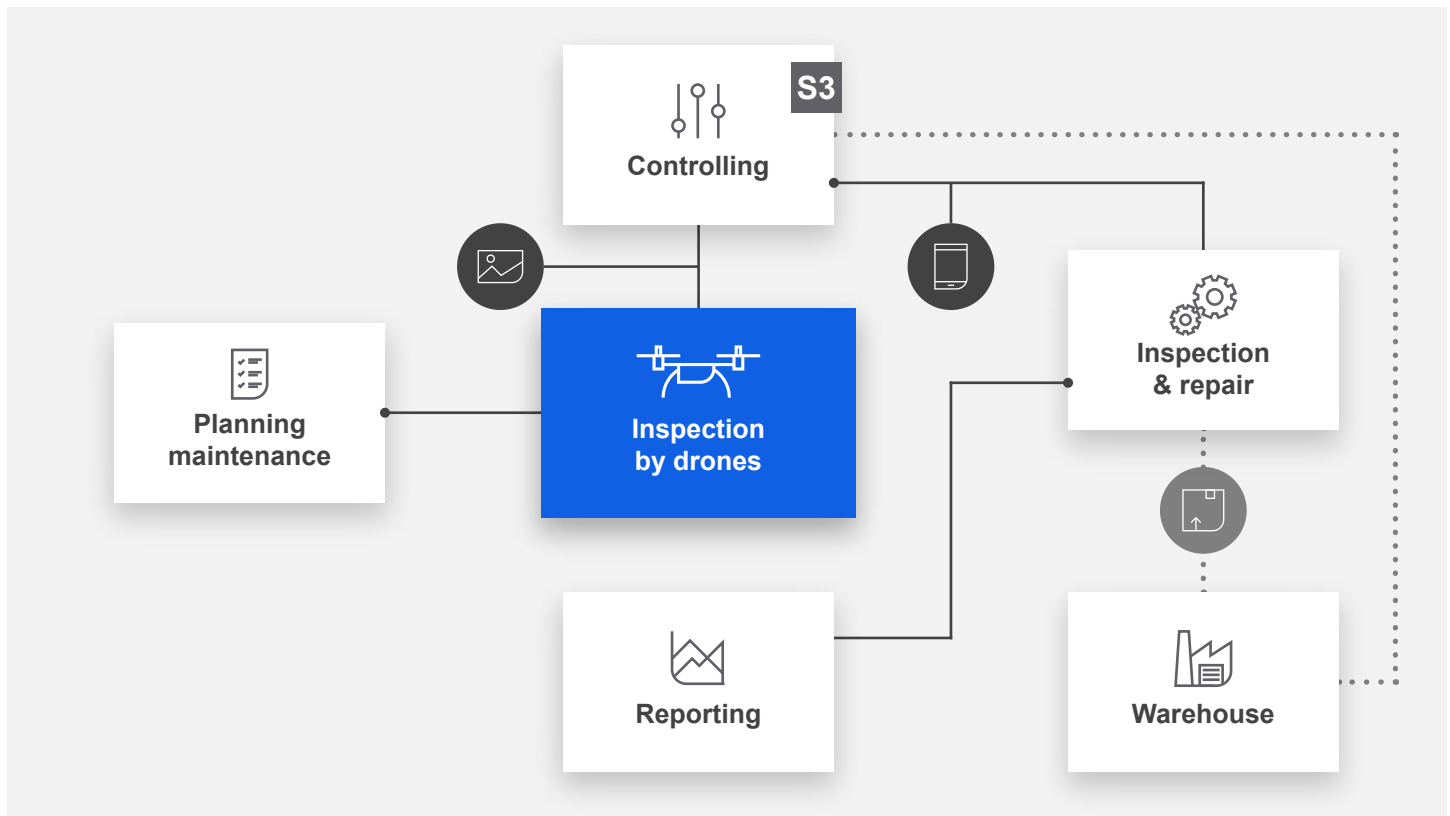 S3
Controlling
Planning
maintenance
Inspection
by drones
Inspection
& repair
Reporting
Warehouse